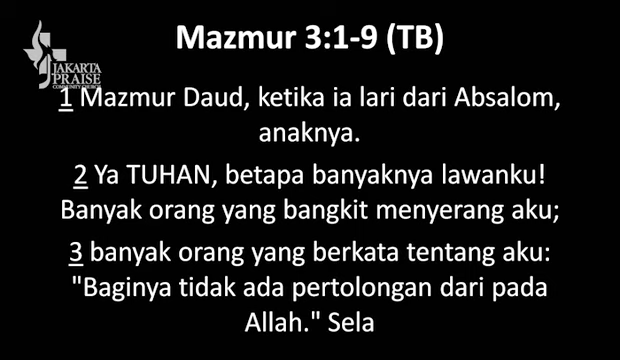 Mazmur 3:1-9 (TB)
JAKARTA
PRAISE
COMMUNITY CHURCH
1 Mazmur Daud, ketika ia lari dari Absalom,
anaknya.
2 Ya TUHAN, betapa banyaknya lawanku!
Banyak orang yang bangkit menyerang aku;
3 banyak orang yang berkata tentang aku:
"Baginya tidak ada pertolongan dari pada
Allah." Sela